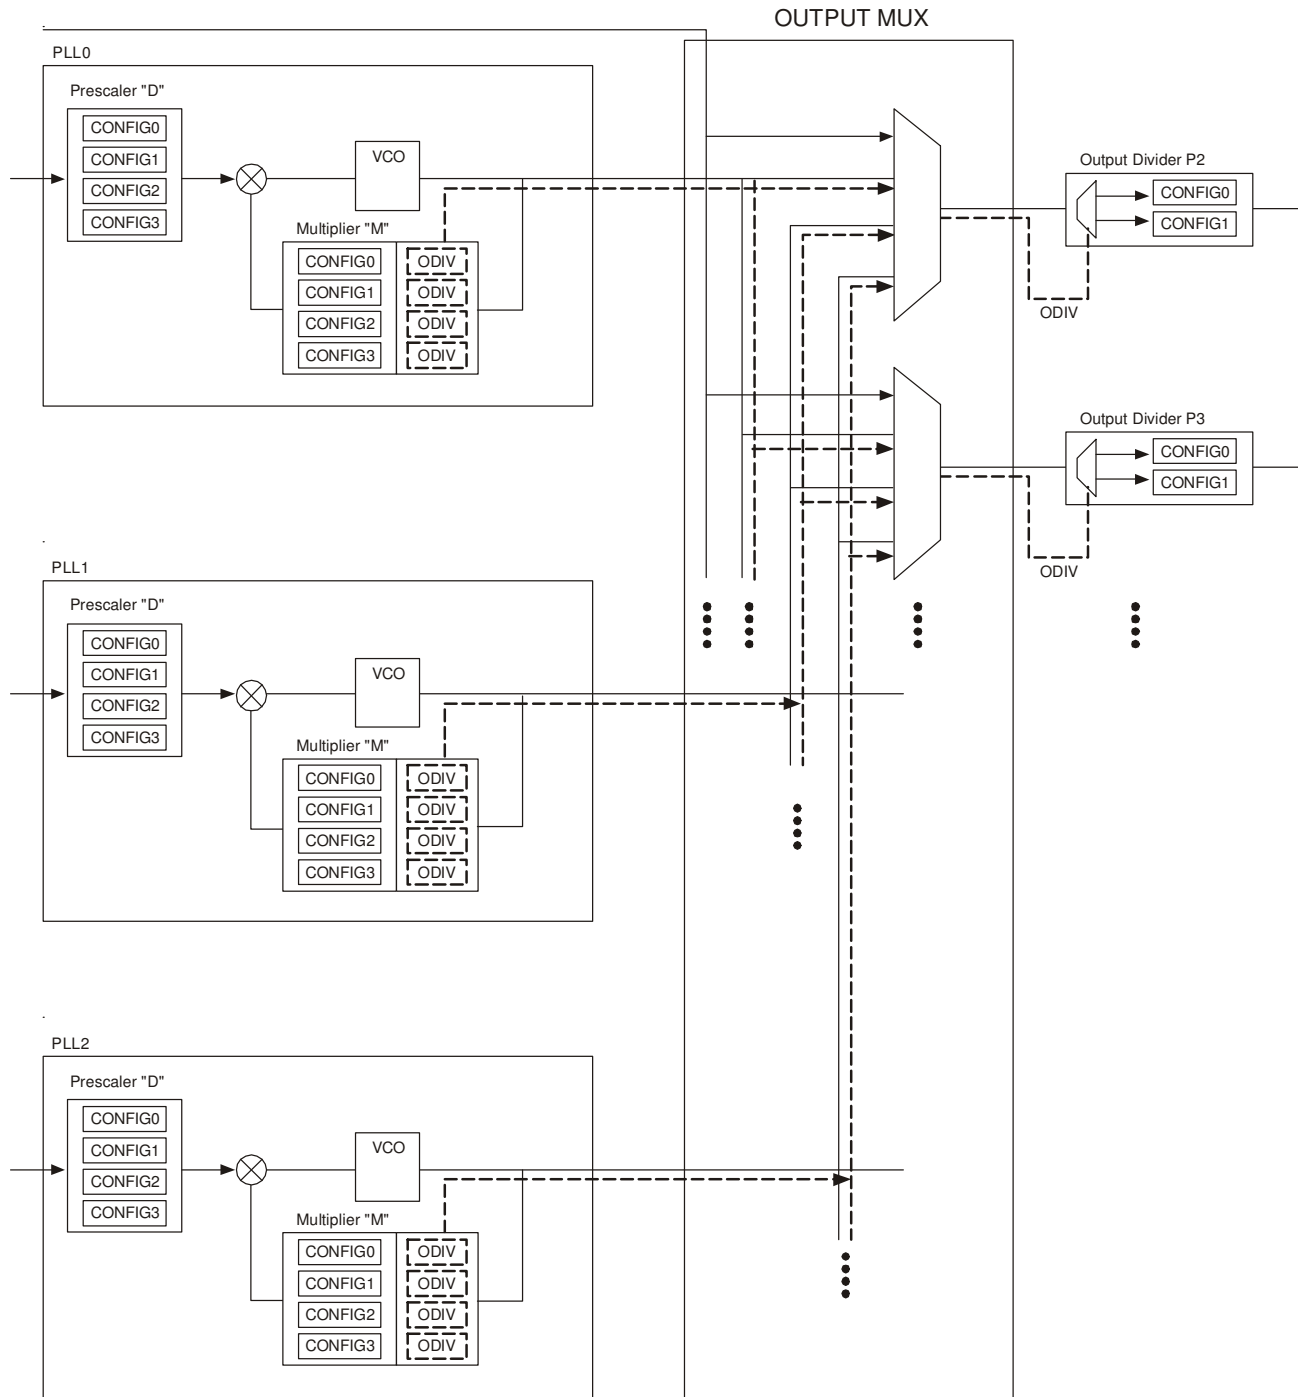 OUTPUT MUX
PLL0
Prescaler "D"
CONFIG0
CONFIG1
CONFIG2
CONFIG3
VCO
Multiplier "M"
CONFIG0 ODIV
CONFIG1 ODIV
CONFIG2 ODIV
CONFIG3 ODIV
Output Divider P2
CONFIG0
CONFIG1
ODIV
Output Divider P3
CONFIG0
CONFIG1
ODIV
PLL1
Prescaler "D"
CONFIG0
CONFIG1
CONFIG2
CONFIG3
VCO
Multiplier "M"
CONFIG0 ODIV
CONFIG1 ODIV
CONFIG2 ODIV
CONFIG3 ODIV
PLL2
Prescaler "D"
CONFIG0
CONFIG1
CONFIG2
CONFIG3
VCO
Multiplier "M"
CONFIG0 ODIV
CONFIG1 ODIV
CONFIG2 ODIV
CONFIG3 ODIV